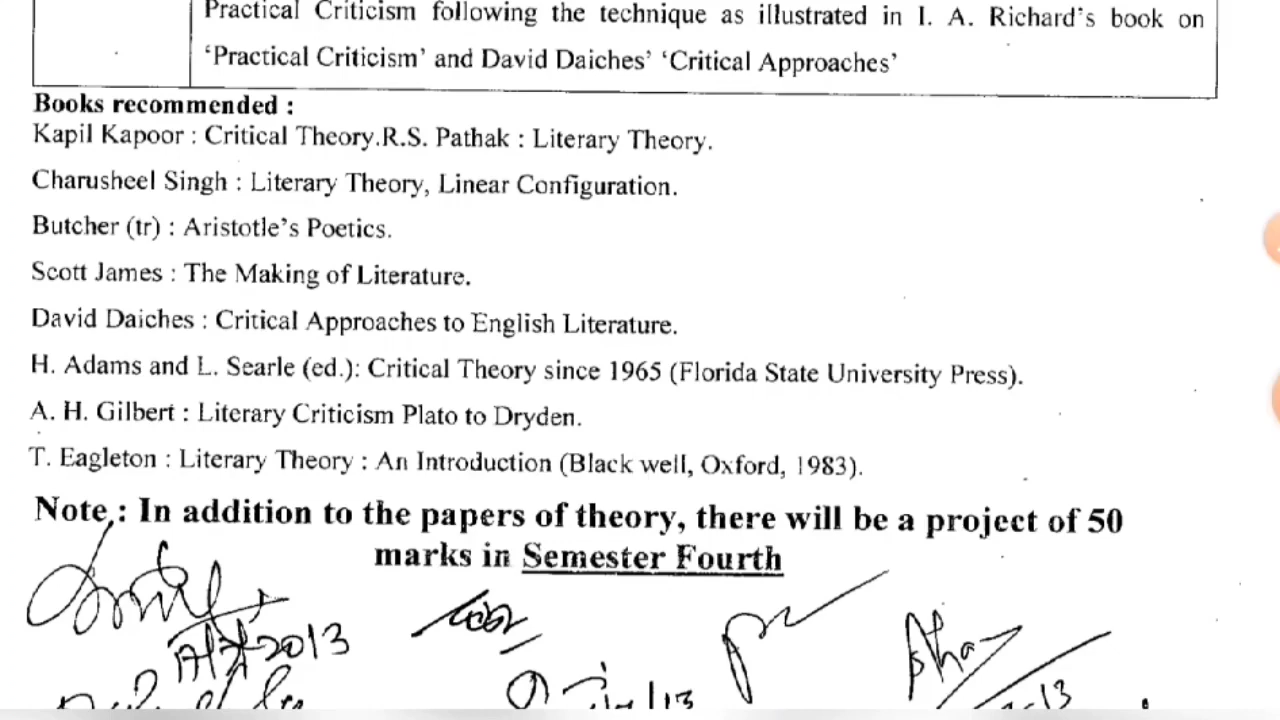 Practical Criticism following the technique as illustrated in I. A. Richard's book on
'Practical Criticism' and David Daiches' 'Critical Approaches'
Books recommended :
Kapil Kapoor : Critical Theory.R.S. Pathak : Literary Theory.
Charusheel Singh : Literary Theory, Linear Configuration.
Butcher (tr) : Aristotle's Poetics.
Scott James : The Making of Literature.
David Daiches : Critical Approaches to English Literature.
H. Adams and L. Searle (ed.): Critical Theory since 1965 (Florida State University Press).
A. H. Gilbert : Literary Criticism Plato to Dryden.
T. Eagleton : Literary Theory : An Introduction (Black well, Oxford, 1983).
Note : In addition to the papers of theory, there will be a project of 50
marks in Semester Fourth
2013